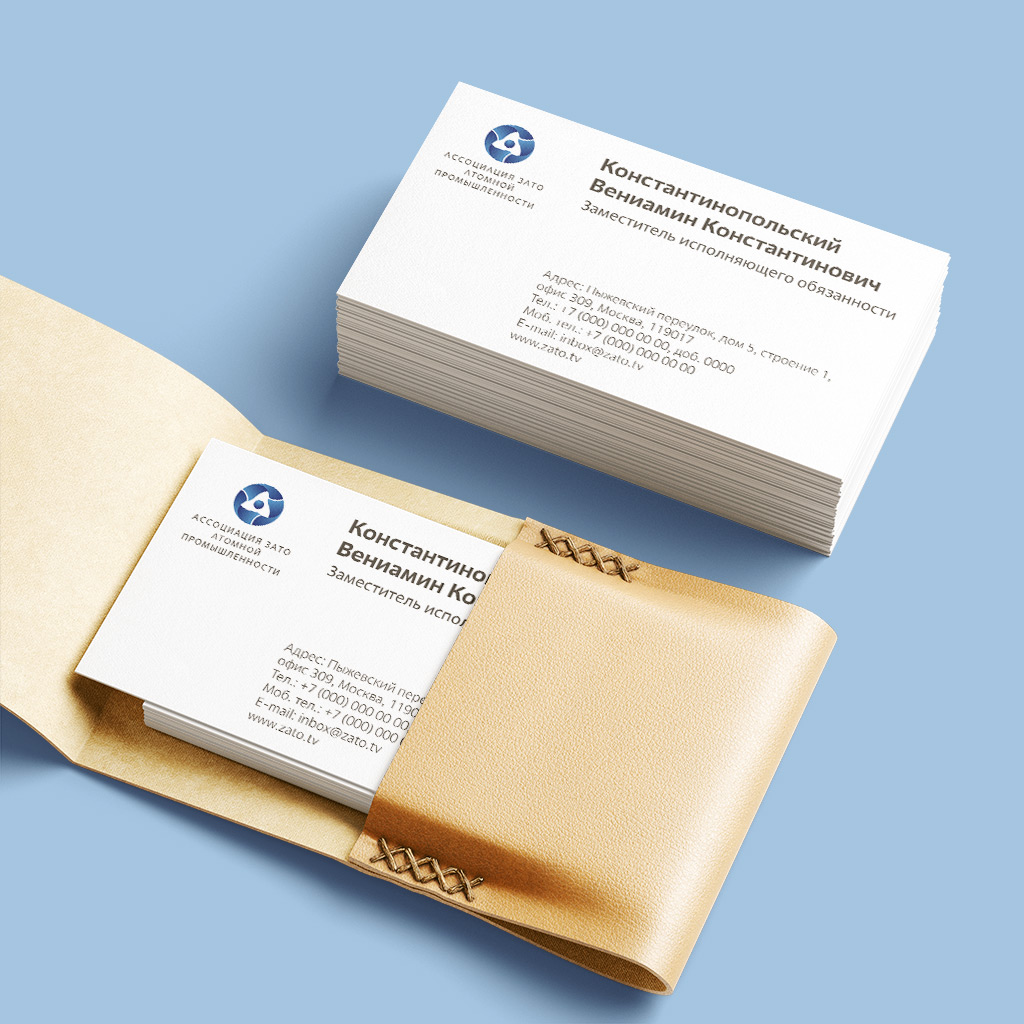 АССОЦИАЦИЯ ЗАТО
АТОМНОЙ
ПРОМЫШЛЕННОСТИ
Константинопольский
Вениамин Константинович
Заместитель исполняющего обязанности
Адрес: Пыжевский переулок, дом 5, строение 1,
офис 309, Москва, 119017
Тел.: +7 (000) 000 00 00, доб. 0000
Моб. тел.: +7 (000) 000 00 00
E-mail: inbox@zato.tv
www.zato.tv
АССОЦИАЦИЯ ЗАТО
АТОМНОЙ
ПРОМЫШЛЕННОСТИ
Константино
Вениамин Ко
Заместитель испол
Адрес: Пыжевский пере
офис 309, Москва, 1190
Тел.: +7 (000) 000 00 00
Моб. тел.: +7 (000) 000 0
E-mail: inbox@zato.tv
www.zato.tv